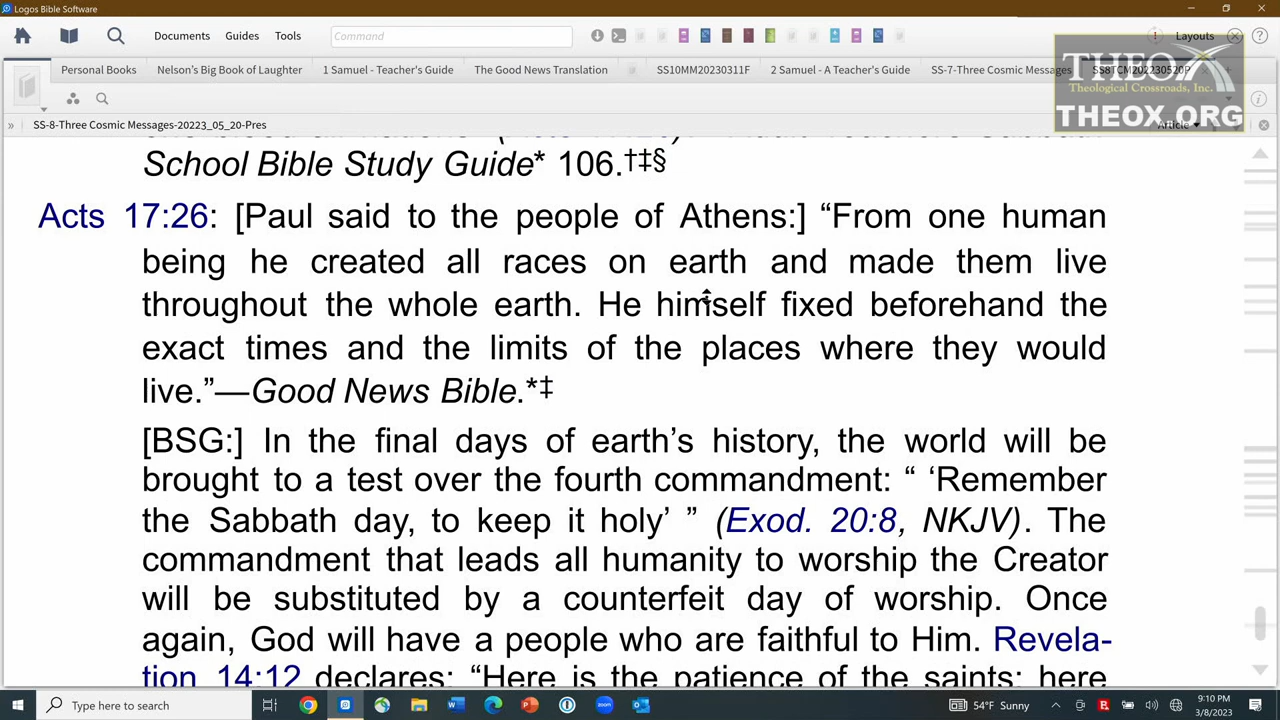 Logos Bible Software
Documents Guides Tools Command Layouts
Personal Books Nelson's Big Book of Laughter The Good News Translation SS10MM20230311F 2 Samuel - A Teacher's Guide SS-7-Three Cosmic Messages
THEOX
Theological Crossroads, Inc.
THEOX.ORG
» SS-8-Three Cosmic Messages-20223_05_20-Pres Article
School Bible Study Guide* 106.†‡§
Acts 17:26: [Paul said to the people of Athens:] “From one human
being he created all races on earth and made them live
throughout the whole earth. He himself fixed beforehand the
exact times and the limits of the places where they would
live.”—Good News Bible.*‡
[BSG:] In the final days of earth’s history, the world will be
brought to a test over the fourth commandment: “ ‘Remember
the Sabbath day, to keep it holy’ ” (Exod. 20:8, NKJV). The
commandment that leads all humanity to worship the Creator
will be substituted by a counterfeit day of worship. Once
again, God will have a people who are faithful to Him. Revela-
tion 14:12 declares: “Here is the patience of the saints: here
Type here to search 54°F Sunny 9:10 PM
3/8/2023